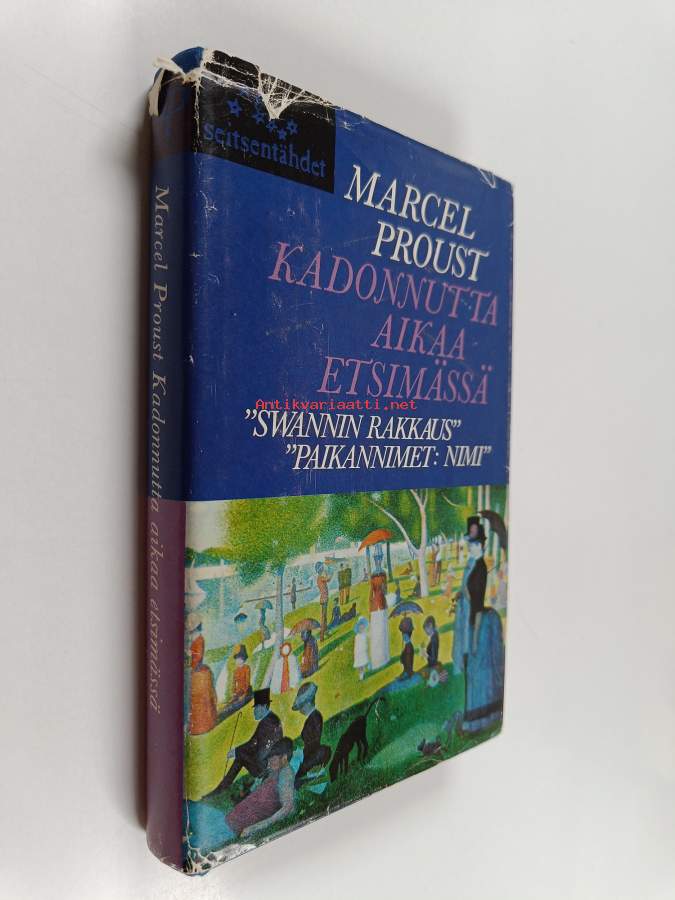 seitsentähdet
MARCEL
PROUST
KADONNUTTA
AIKAA
ETSIMÄSSÄ
Antikvariaatti.net
"SWANNIN RAKKAUS"
"PAIKANNIMET: NIMI"
Marcel Proust Kadonnutta aikaa etsimässä